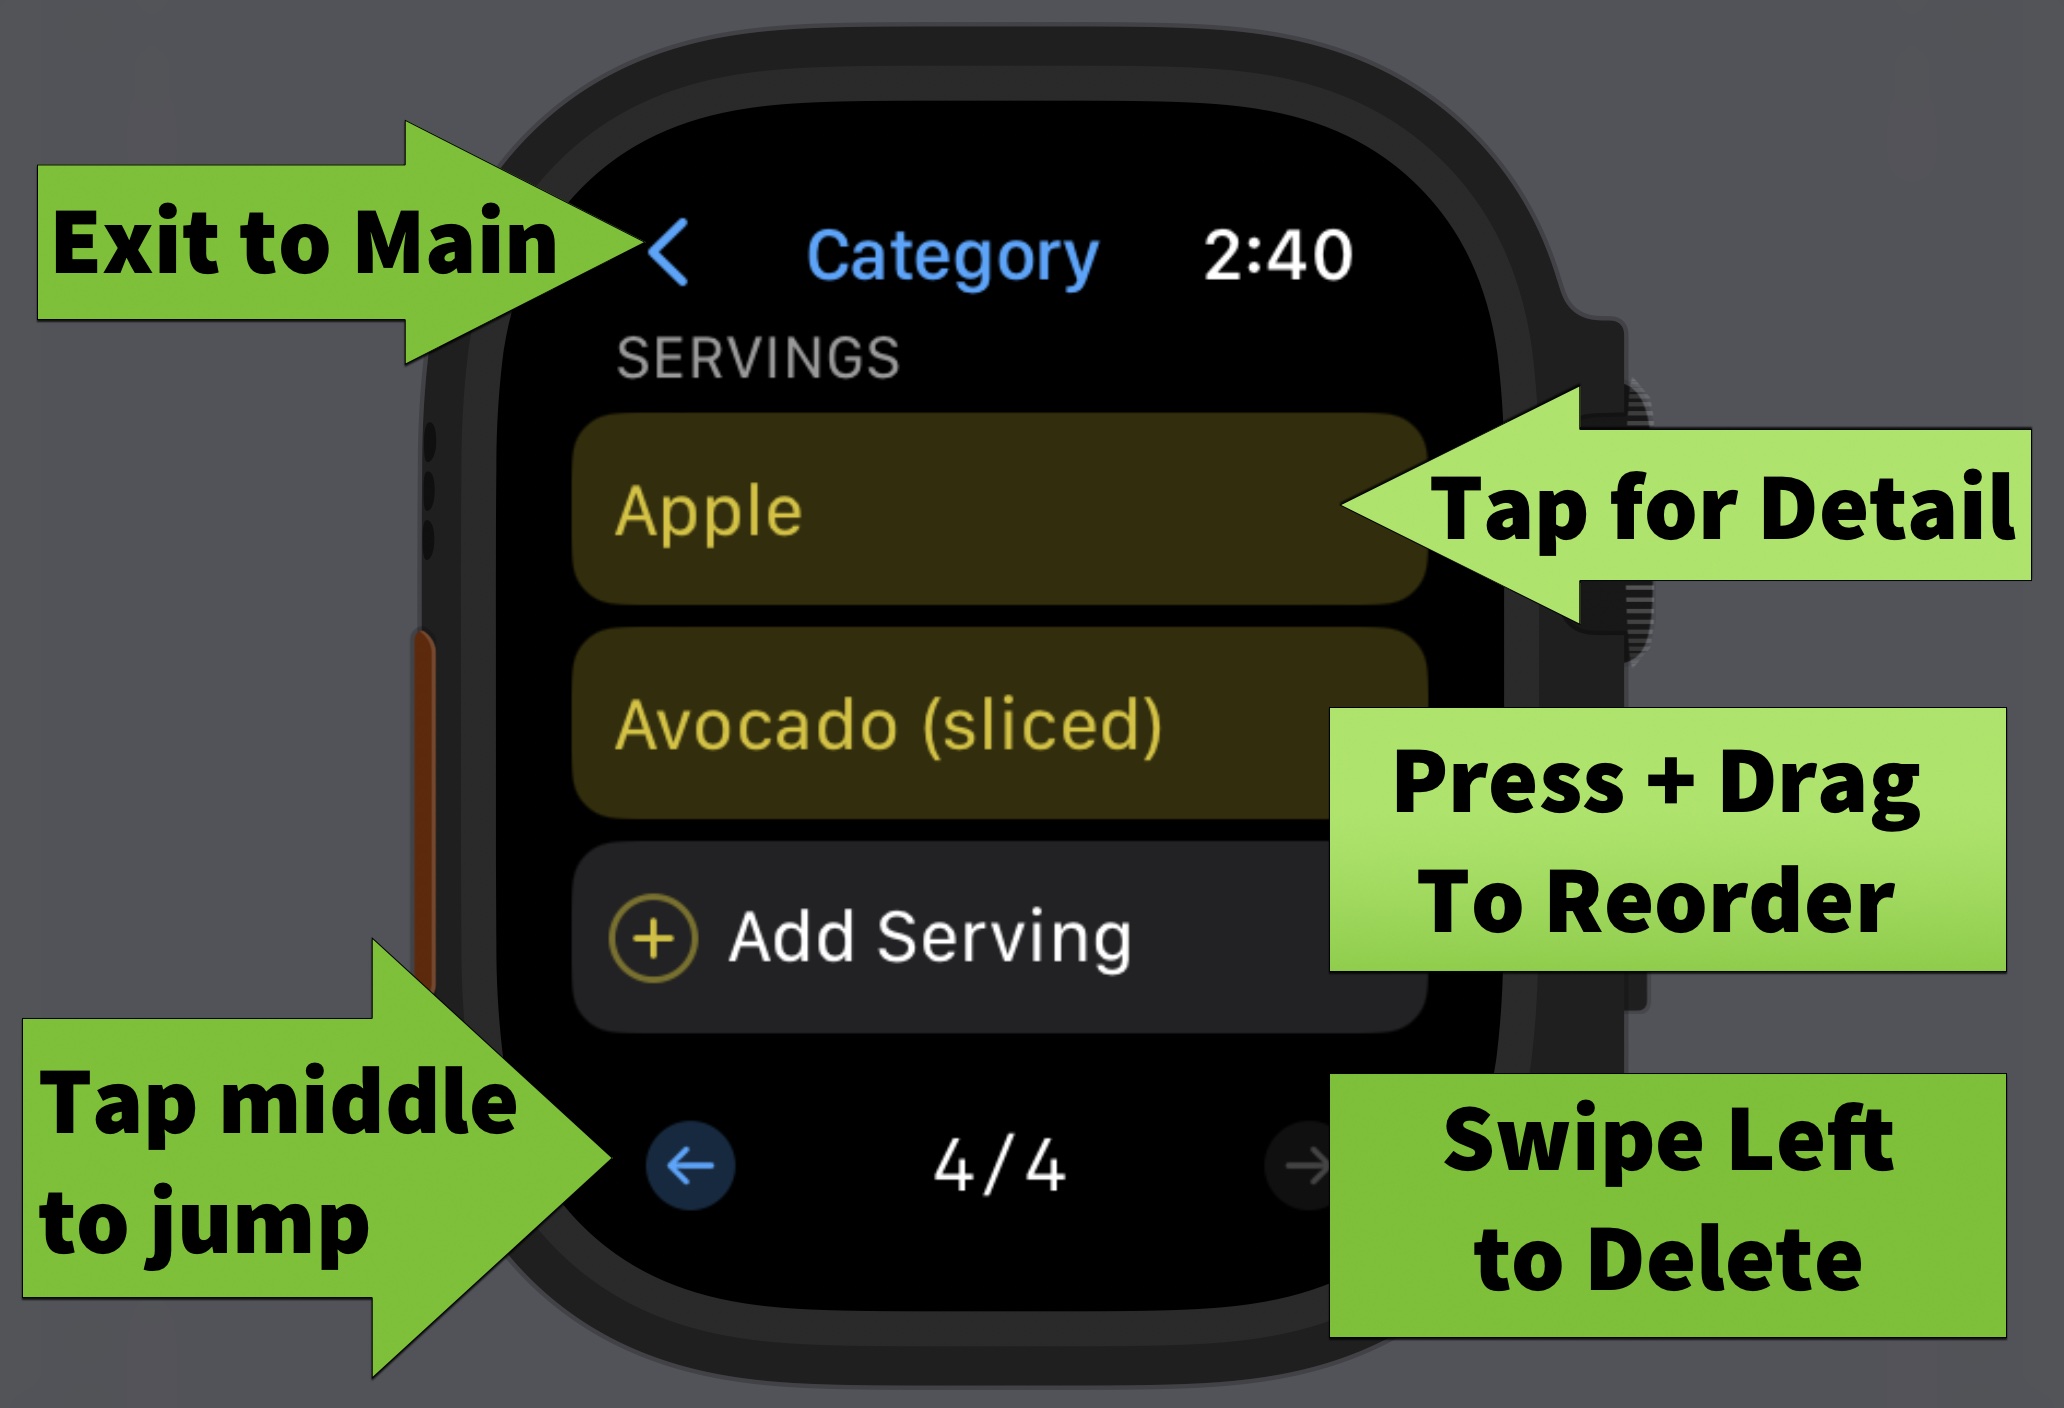 Exit to Main
Category
2:40
SERVINGS
Apple
Tap for Detail
Avocado (sliced)
Press + Drag
To Reorder
Add Serving
Tap middle
to jump
4/4
Swipe Left
to Delete